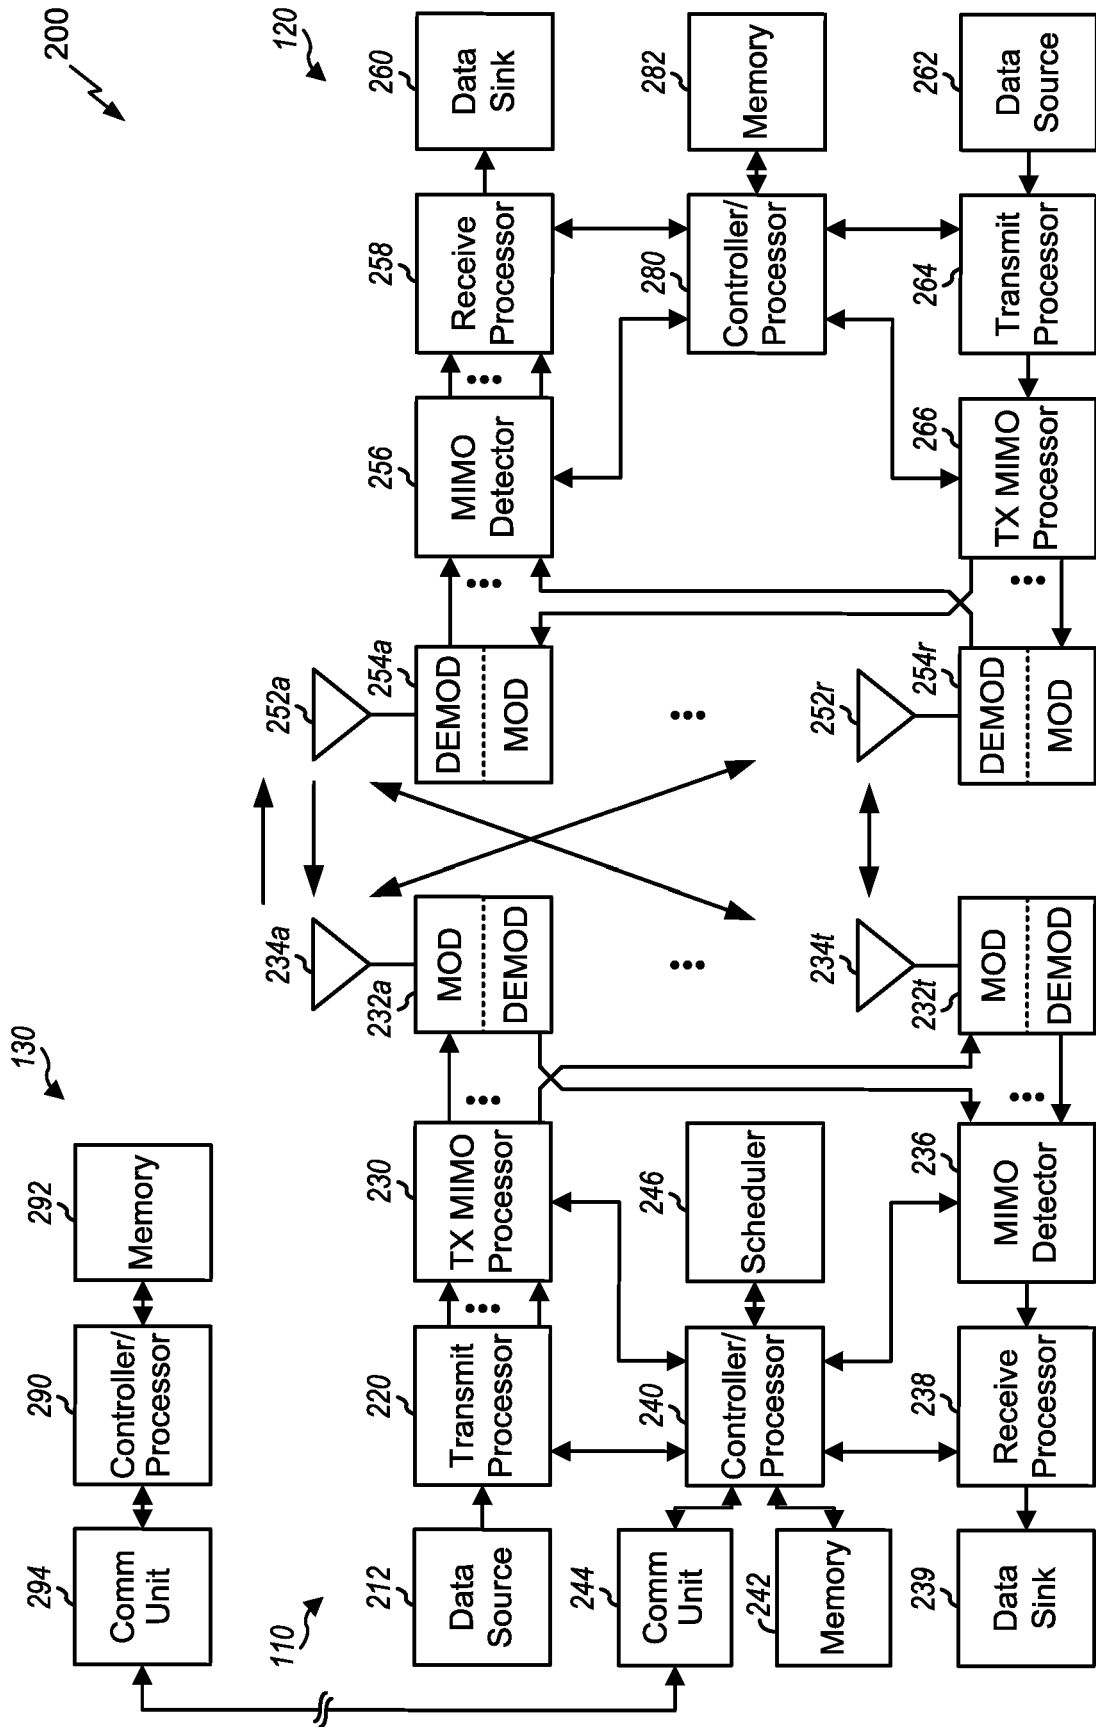 200
130
294
Comm
Unit
290
Controller/
Processor
292
Memory
110
120
212
Data
Source
220
Transmit
Processor
230
TX MIMO
Processor
232a
MOD
DEMOD
234a
252a
254a
DEMOD
MOD
256
MIMO
Detector
258
Receive
Processor
260
Data
Sink
244
Comm
Unit
242
Memory
240
Controller/
Processor
246
Scheduler
280
Controller/
Processor
282
Memory
239
Data
Sink
238
Receive
Processor
236
MIMO
Detector
232t
MOD
DEMOD
234t
252r
254r
DEMOD
MOD
266
TX MIMO
Processor
264
Transmit
Processor
262
Data
Source